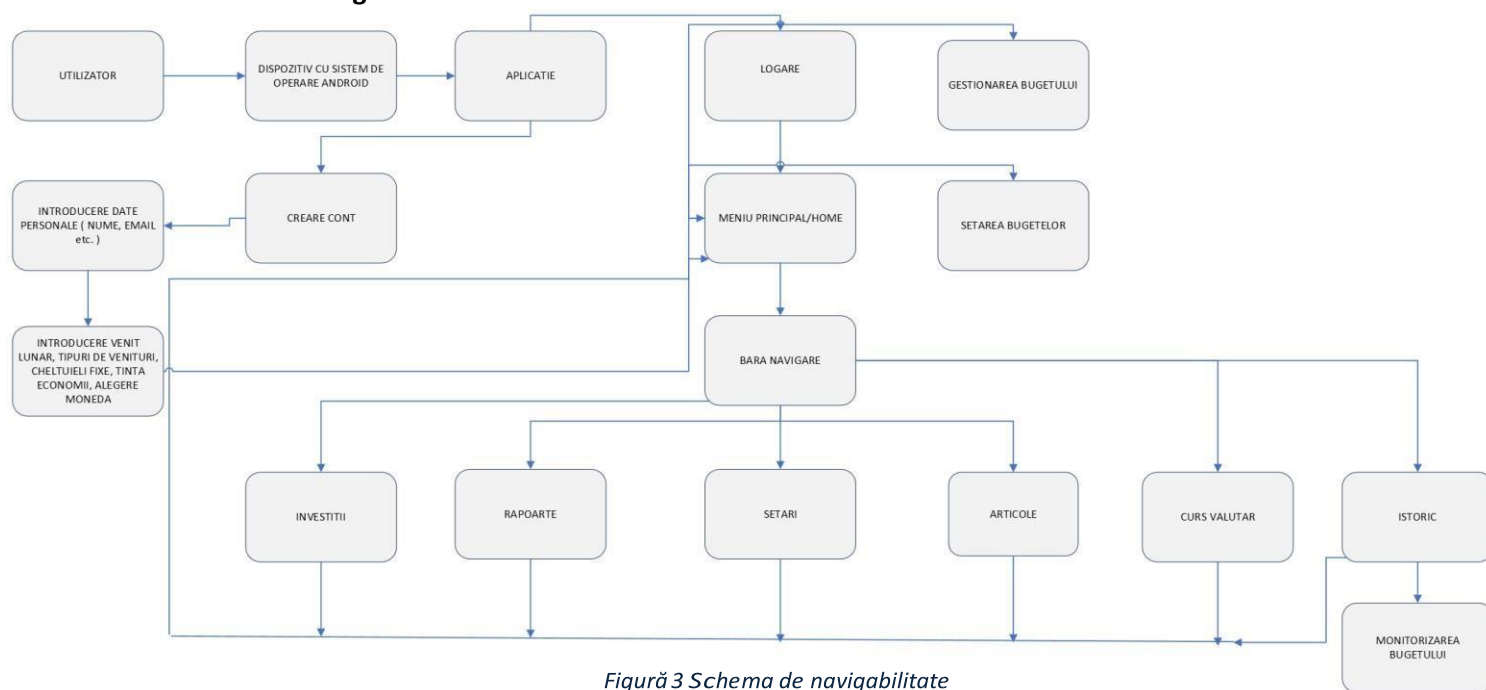 UTILIZATOR
DISPOZITIV CU SISTEM DE
OPERARE ANDROID
APLICATIE
LOGARE
GESTIONAREA BUGETULUI
INTRODUCERE DATE
PERSONALE ( NUME, EMAIL
etc. )
CREARE CONT
MENIU PRINCIPAL/HOME
SETAREA BUGETELOR
INTRODUCERE VENIT
LUNAR, TIPURI DE VENITURI,
CHELTUIELI FIXE, TINTA
ECONOMII, ALEGERE
MONEDA
BARA NAVIGARE
INVESTITII
RAPOARTE
SETARI
ARTICOLE
CURS VALUTAR
ISTORIC
MONITORIZAREA
BUGETULUI
Figură 3 Schema de navigabilitate